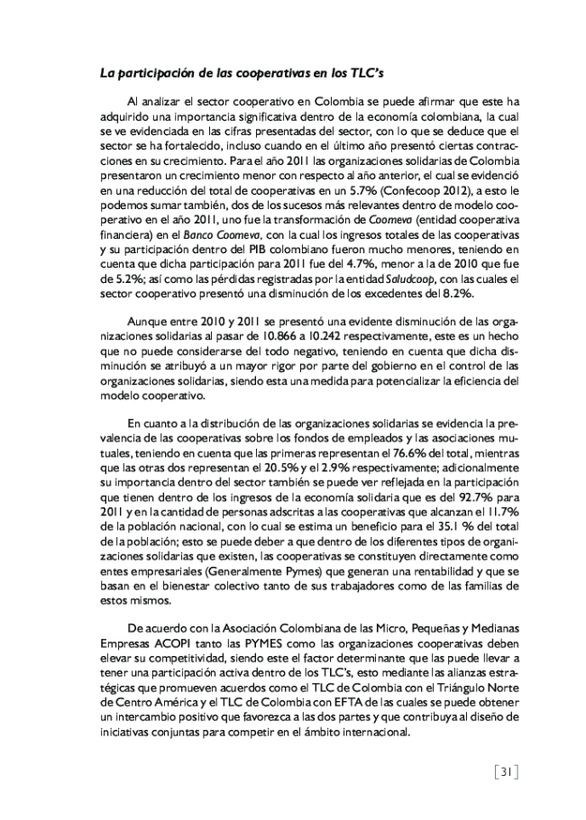 La participación de las cooperativas en los TLC's
Al analizar el sector cooperativo en Colombia se puede afirmar que este ha
adquirido una importancia significativa dentro de la economía colombiana, la cual
se ve evidenciada en las cifras presentadas del sector, con lo que se deduce que el
sector se ha fortalecido, incluso cuando en el último año presentó ciertas contrac-
ciones en su crecimiento. Para el año 2011 las organizaciones solidarias de Colombia
presentaron un crecimiento menor con respecto al año anterior, el cual se evidenció
en una reducción del total de cooperativas en un 5.7% (Confecoop 2012), a esto le
podemos sumar también, dos de los sucesos más relevantes dentro de modelo coo-
perativo en el año 2011, uno fue la transformación de Coomeva (entidad cooperativa
financiera) en el Banco Coomeva, con la cual los ingresos totales de las cooperativas
y su participación dentro del PIB colombiano fueron mucho menores, teniendo en
cuenta que dicha participación para 2011 fue del 4.7%, menor a la de 2010 que fue
de 5.2%; así como las pérdidas registradas por la entidad Saludcoop, con las cuales el
sector cooperativo presentó una disminución de los excedentes del 8.2%.
Aunque entre 2010 y 2011 se presentó una evidente disminución de las orga-
nizaciones solidarias al pasar de 10.866 a 10.242 respectivamente, este es un hecho
que no puede considerarse del todo negativo, teniendo en cuenta que dicha dis-
minución se atribuyó a un mayor rigor por parte del gobierno en el control de las
organizaciones solidarias, siendo esta una medida para potencializar la eficiencia del
modelo cooperativo.
En cuanto a la distribución de las organizaciones solidarias se evidencia la pre-
valencia de las cooperativas sobre los fondos de empleados y las asociaciones mu-
tuales, teniendo en cuenta que las primeras representan el 76.6% del total, mientras
que las otras dos representan el 20.5% y el 2.9% respectivamente; adicionalmente
su importancia dentro del sector también se puede ver reflejada en la participación
que tienen dentro de los ingresos de la economía solidaria que es del 92.7% para
2011 y en la cantidad de personas adscritas a las cooperativas que alcanzan el 11.7%
de la población nacional, con lo cual se estima un beneficio para el 35.1 % del total
de la población; esto se puede deber a que dentro de los diferentes tipos de organi-
zaciones solidarias que existen, las cooperativas se constituyen directamente como
entes empresariales (Generalmente Pymes) que generan una rentabilidad y que se
basan en el bienestar colectivo tanto de sus trabajadores como de las familias de
estos mismos.
De acuerdo con la Asociación Colombiana de las Micro, Pequeñas y Medianas
Empresas ACOPI tanto las PYMES como las organizaciones cooperativas deben
elevar su competitividad, siendo este el factor determinante que las puede llevar a
tener una participación activa dentro de los TLC's, esto mediante las alianzas estra-
tégicas que promueven acuerdos como el TLC de Colombia con el Triángulo Norte
de Centro América y el TLC de Colombia con EFTA de las cuales se puede obtener
un intercambio positivo que favorezca a las dos partes y que contribuya al diseño de
iniciativas conjuntas para competir en el ámbito internacional.
[31]